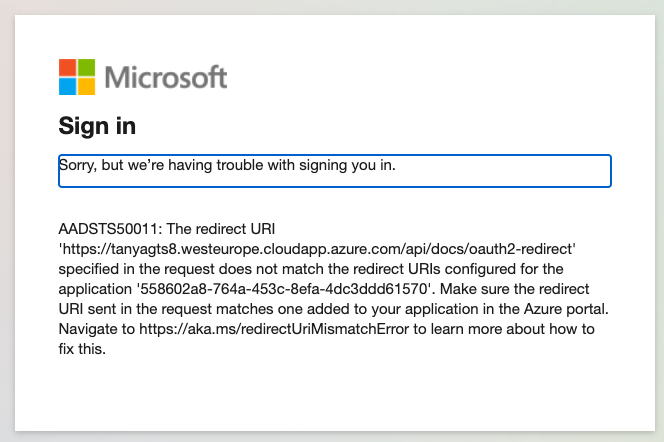 Microsoft
Sign in
Sorry, but we're having trouble with signing you in.
AADSTS50011: The redirect URI
'https://tanyagts8.westeurope.cloudapp.azure.com/api/docs/oauth2-redirect'
specified in the request does not match the redirect URIs configured for the
application '558602a8-764a-453c-8efa-4dc3ddd61570'. Make sure the redirect
URI sent in the request matches one added to your application in the Azure portal.
Navigate to https://aka.ms/redirectUriMismatchError to learn more about how to
fix this.